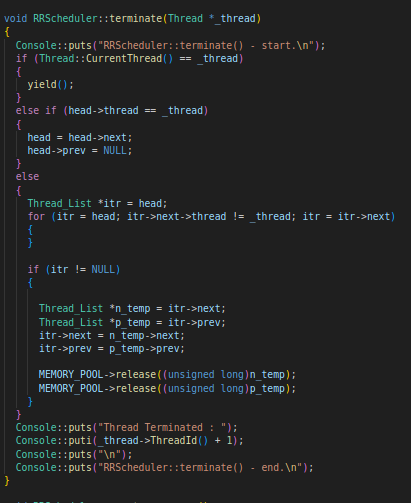 void RRScheduler::terminate(Thread *_thread)
{
Console::puts("RRScheduler::terminate() - start.\n");
if (Thread::CurrentThread() == _thread)
{
yield();
}
else if (head->thread == _thread)
{
head = head->next;
head->prev = NULL;
}
else
{
Thread_List *itr = head;
for (itr = head; itr->next->thread != _thread; itr = itr->next)
{
}
if (itr != NULL)
{
Thread_List *n_temp = itr->next;
Thread_List *p_temp = itr->prev;
itr->next = n_temp->next;
itr->prev = p_temp->prev;
MEMORY_POOL->release((unsigned long)n_temp);
MEMORY_POOL->release((unsigned long)p_temp);
}
}
Console::puts("Thread Terminated : ");
Console::puti(_thread->ThreadId() + 1);
Console::puts("\n");
Console::puts("RRScheduler::terminate() - end.\n");
}